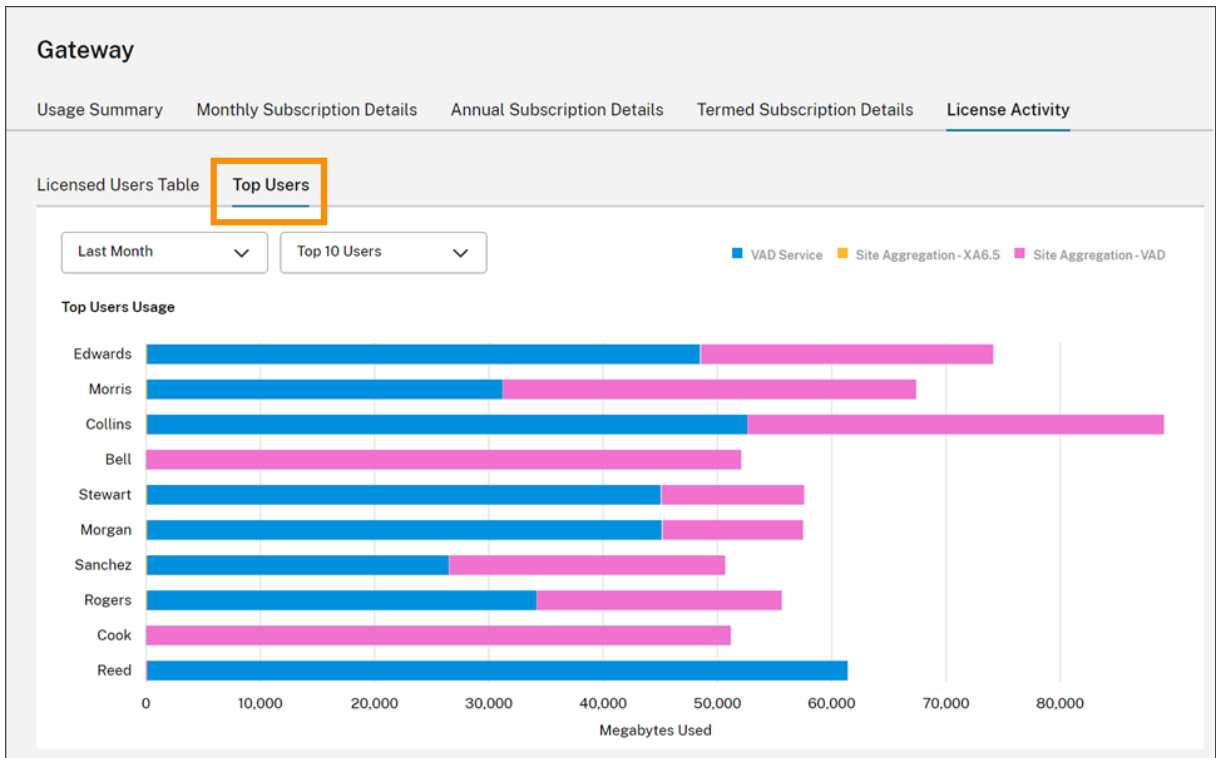 Gateway
Usage Summary Monthly Subscription Details Annual Subscription Details Termed Subscription Details License Activity
Licensed Users Table Top Users
Last Month Top 10 Users VAD Service Site Aggregation-XA6.5 Site Aggregation-VAD
Top Users Usage
Edwards
Morris
Collins
Bell
Stewart
Morgan
Sanchez
Rogers
Cook
Reed
0 10,000 20,000 30,000 40,000 50,000 60,000 70,000 80,000
Megabytes Used